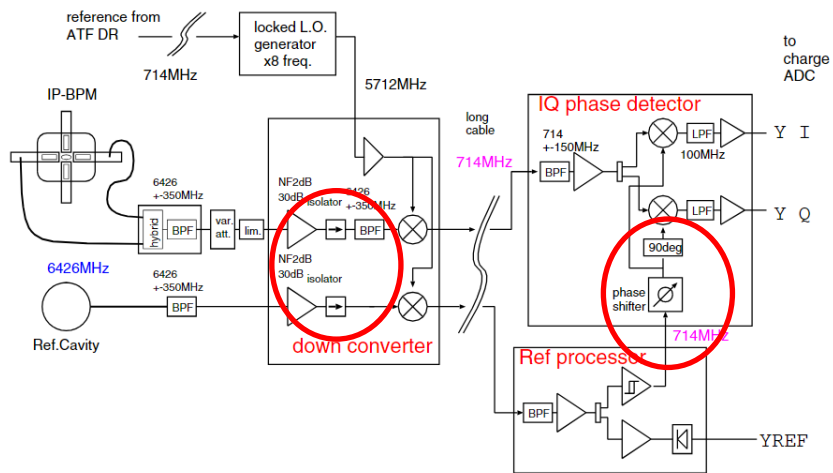 reference from
ATF DR
714MHz
locked L.O.
generator
x8 freq.
5712MHz
to
charge
ADC
IP-BPM
IQ phase detector
long
cable
714MHz
714
+-150MHz
BPF
LPF
100MHz
Y I
6426
+-350MHz
hybrid
BPF
var.
att.
lim.
NF2dB
30dB
isolator
6426
+-350MHz
BPF
LPF
Y Q
90deg
6426MHz
6426
+-350MHz
BPF
NF2dB
30dB
isolator
phase
shifter
Ref.Cavity
down converter
714MHz
Ref processor
BPF
YREF